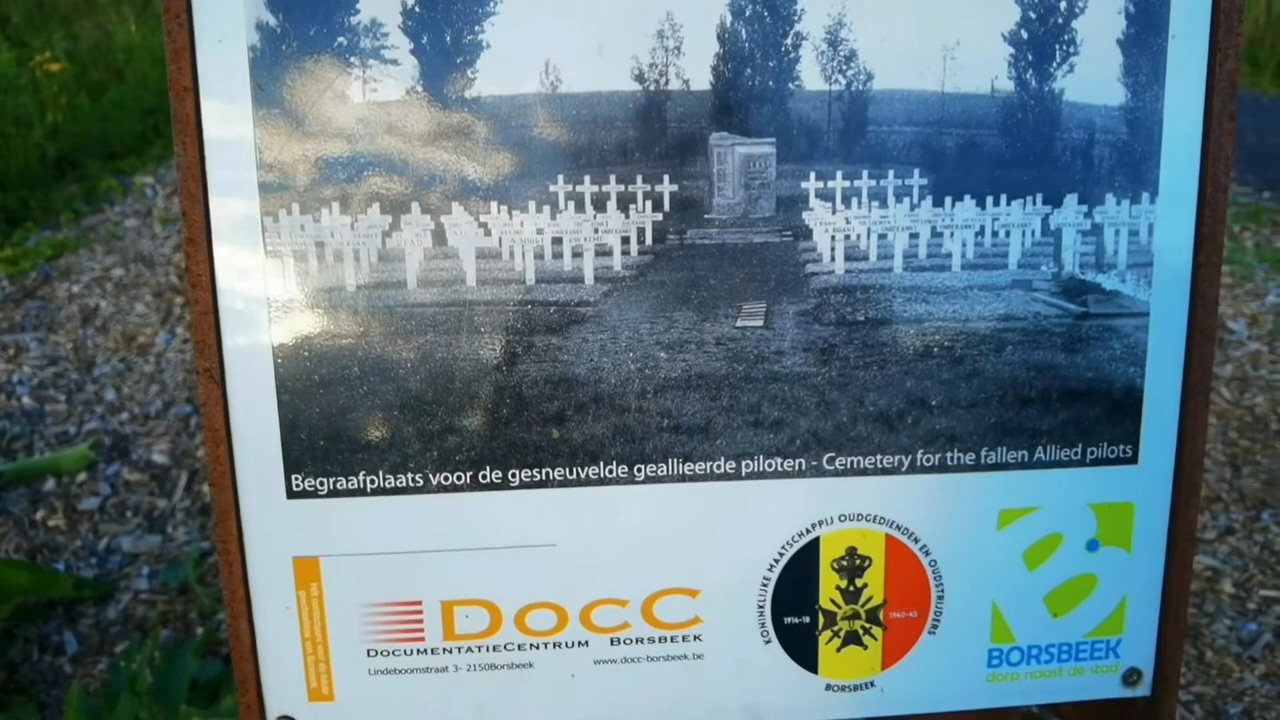 Begraafplaats voor de gesneuvelde geallieerde piloten - Cemetery for the fallen Allied pilots
DOCC
DOCUMENTATIECENTRUM BORSBEEK
Lindeboomstraat 3- 2150Borsbeek
www.docc-borsbeek.be
KONINKLIJKE MAATSCHAPPIJ OUDGEDIENDEN EN OUDSTRIJDERS
1914-18
1940-45
BORSBEEK
BORSBEEK
dorp naast de stad